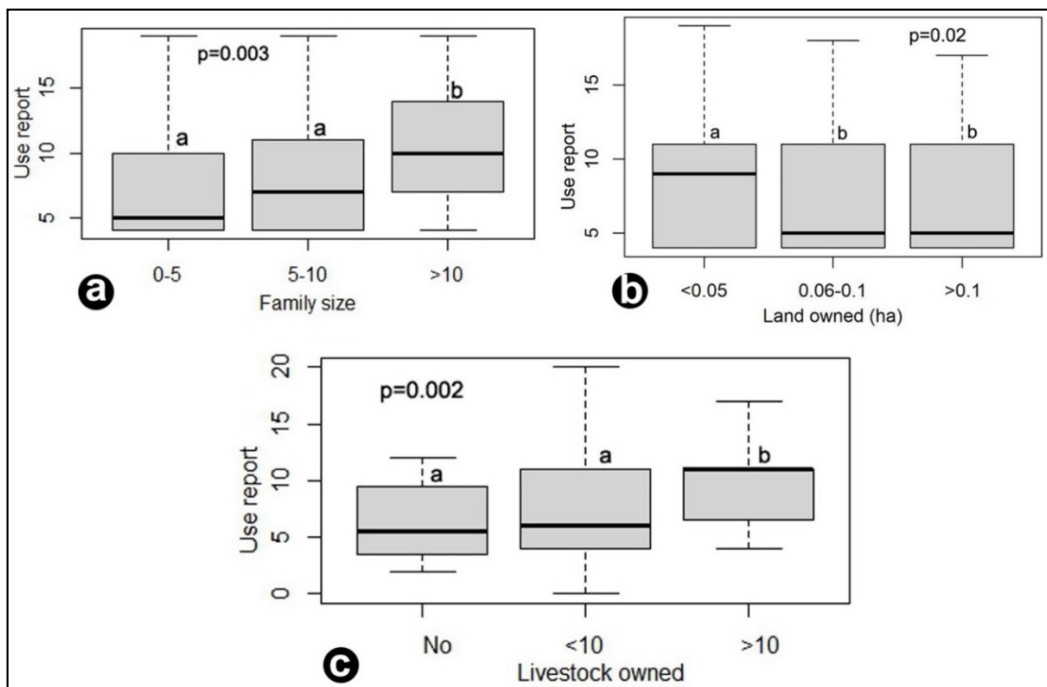 p=0.003
Use report
15
10
5
a
a
b
0-5
5-10
>10
Family size
a
p=0.02
Use report
15
10
5
a
b
b
<0.05
0.06-0.1
>0.1
Land owned (ha)
b
p=0.002
Use report
20
15
10
5
0
a
a
b
No
<10
>10
Livestock owned
c